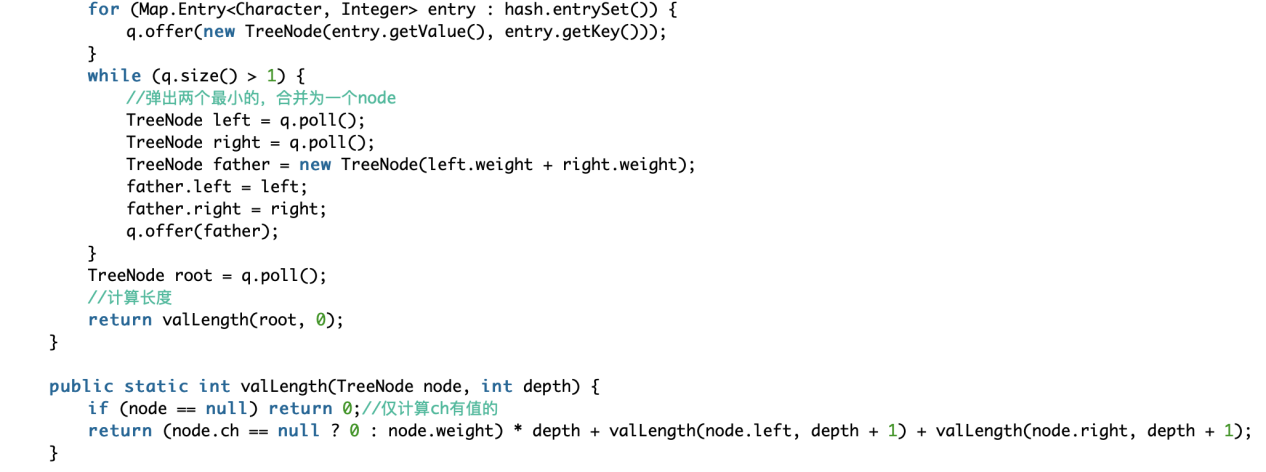 for (Map.Entry<Character, Integer> entry : hash.entrySet()) {
q.offer(new TreeNode(entry.getValue(), entry.getKey()));
}
while (q.size() > 1) {
//弹出两个最小的，合并为一个node
TreeNode left = q.poll();
TreeNode right = q.poll();
TreeNode father = new TreeNode(left.weight + right.weight);
father.left = left;
father.right = right;
q.offer(father);
}
TreeNode root = q.poll();
//计算长度
return valLength(root, 0);
}
public static int valLength(TreeNode node, int depth) {
if (node == null) return 0;//仅计算ch有值的
return (node.ch == null ? 0 : node.weight) * depth + valLength(node.left, depth + 1) + valLength(node.right, depth + 1);
}